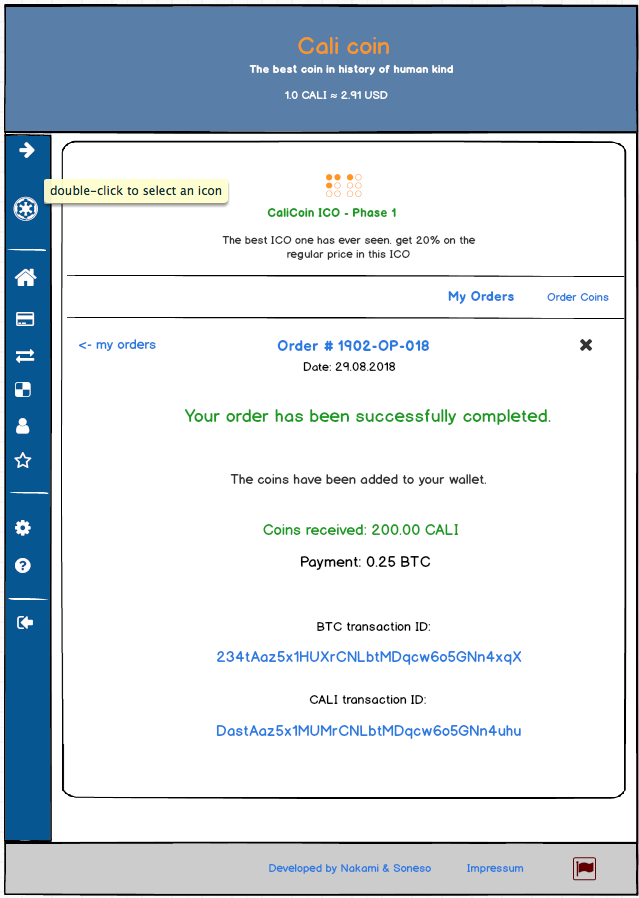 Cali coin
The best coin in history of human kind
1.0 CALI ≈ 2.91 USD
double-click to select an icon
CaliCoin ICO - Phase 1
The best ICO one has ever seen. get 20% on the
regular price in this ICO
My Orders
Order Coins
<- my orders
Order # 1902-OP-018
Date: 29.08.2018
Your order has been successfully completed.
The coins have been added to your wallet.
Coins received: 200.00 CALI
Payment: 0.25 BTC
BTC transaction ID:
234tAaz5x1HUXrCNLbtMDqcw6o5GNn4xqX
CALI transaction ID:
DastAaz5x1MUMrCNLbtMDqcw6o5GNn4uhu
Developed by Nakami & Soneso
Impressum